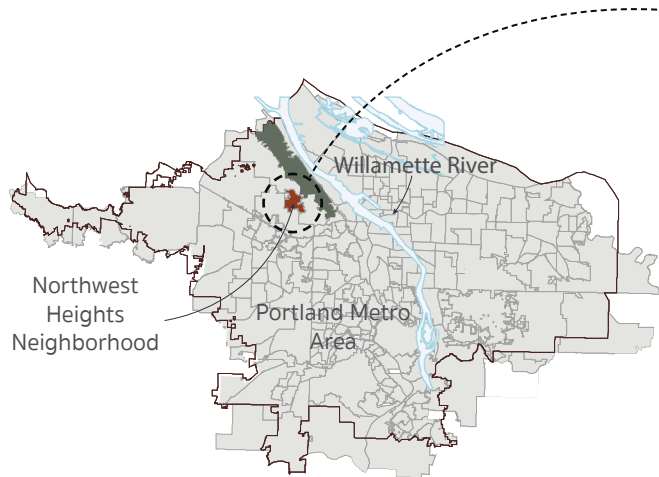 Willamette River
Northwest
Heights
Neighborhood
Portland Metro
Area